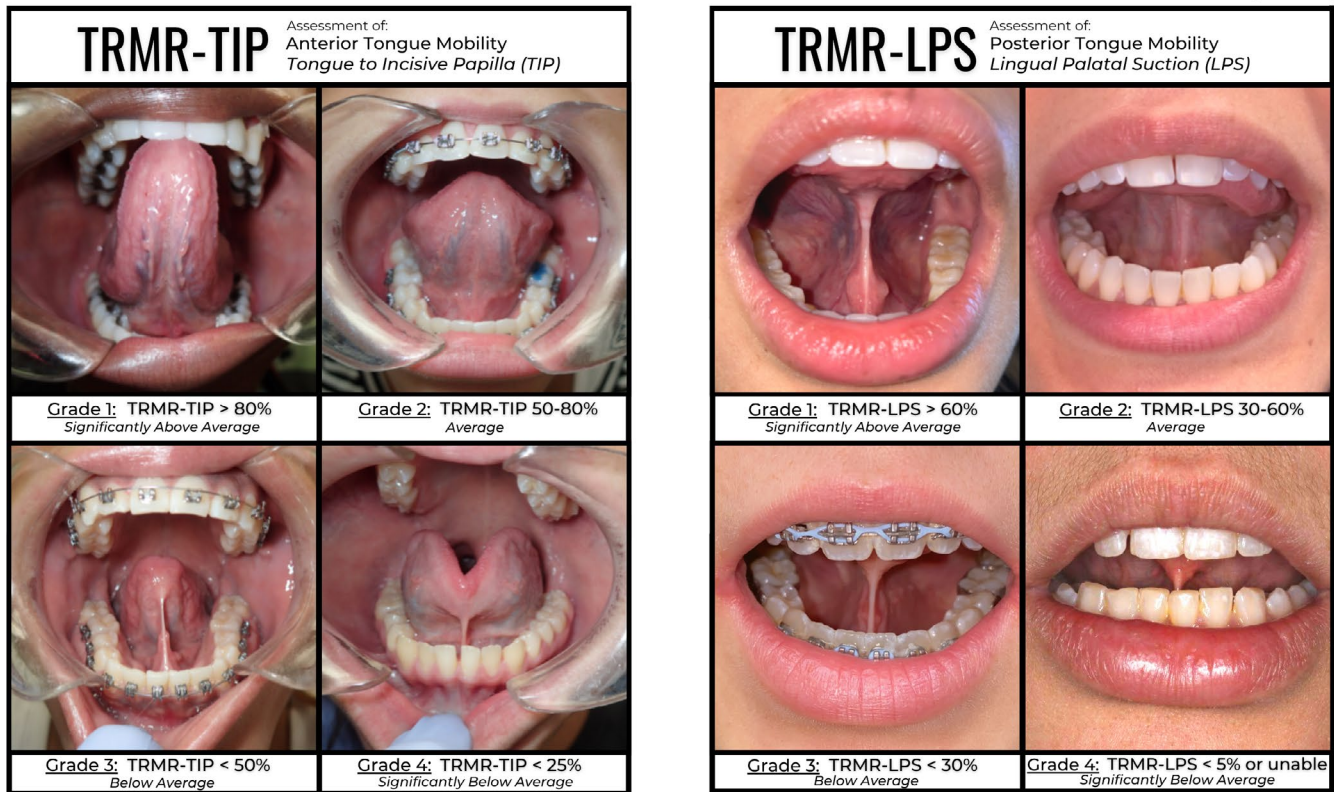 TRMR-TIP
Assessment of:
Anterior Tongue Mobility
Tongue to Incisive Papilla (TIP)
Grade 1: TRMR-TIP > 80%
Significantly Above Average
Grade 2: TRMR-TIP 50-80%
Average
Grade 3: TRMR-TIP < 50%
Below Average
Grade 4: TRMR-TIP < 25%
Significantly Below Average
TRMR-LPS
Assessment of:
Posterior Tongue Mobility
Lingual Palatal Suction (LPS)
Grade 1: TRMR-LPS > 60%
Significantly Above Average
Grade 2: TRMR-LPS 30-60%
Average
Grade 3: TRMR-LPS < 30%
Below Average
Grade 4: TRMR-LPS < 5% or unable
Significantly Below Average